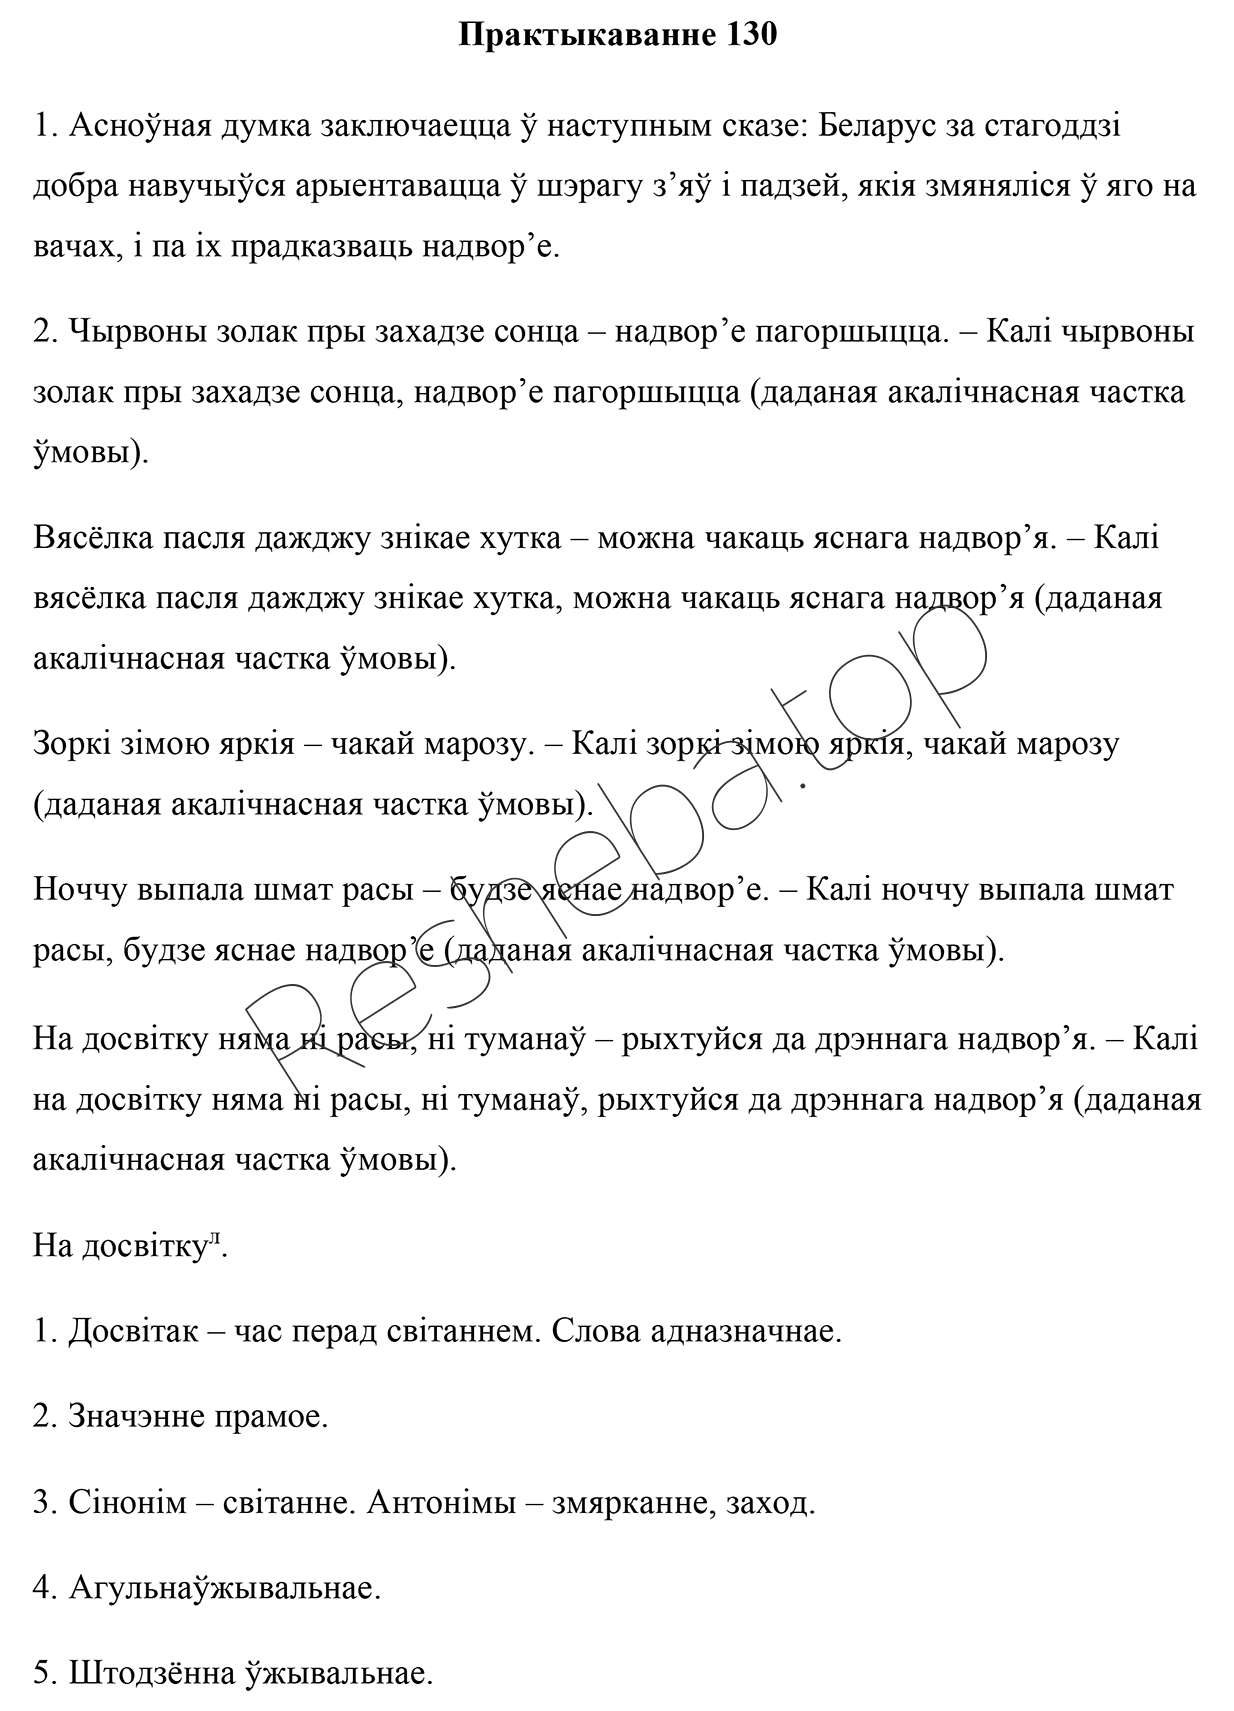 Практыкаванне 130
1. Асноўная думка заключаецца ў наступным сказе: Беларус за стагоддзі
добра навучыўся арыентавацца ў шэрагу з’яў і падзей, якія змяняліся ў яго на
вачах, і па іх прадказваць надвор’е.
2. Чырвоны золак пры захадзе сонца – надвор’е пагоршыцца. – Калі чырвоны
золак пры захадзе сонца, надвор’е пагоршыцца (даданая акалічнасная частка
ўмовы).
Вясёлка пасля дажджу знікае хутка – можна чакаць яснага надвор’я. – Калі
вясёлка пасля дажджу знікае хутка, можна чакаць яснага надвор’я (даданая
акалічнасная частка ўмовы).
Зоркі зімою яркія – чакай марозу. – Калі зоркі зімою яркія, чакай марозу
(даданая акалічнасная частка ўмовы).
Ноччу выпала шмат расы – будзе яснае надвор’е. – Калі ноччу выпала шмат
расы, будзе яснае надвор’е (даданая акалічнасная частка ўмовы).
На досвітку няма ні расы, ні туманаў – рыхтуйся да дрэннага надвор’я. – Калі
на досвітку няма ні расы, ні туманаў, рыхтуйся да дрэннага надвор’я (даданая
акалічнасная частка ўмовы).
На досвіткуᴫ.
1. Досвітак – час перад світаннем. Слова адназначнае.
2. Значэнне прамое.
3. Сінонім – світанне. Антонімы – змярканне, заход.
4. Агульнаўжывальнае.
5. Штодзённа ўжывальнае.
Resheba.top